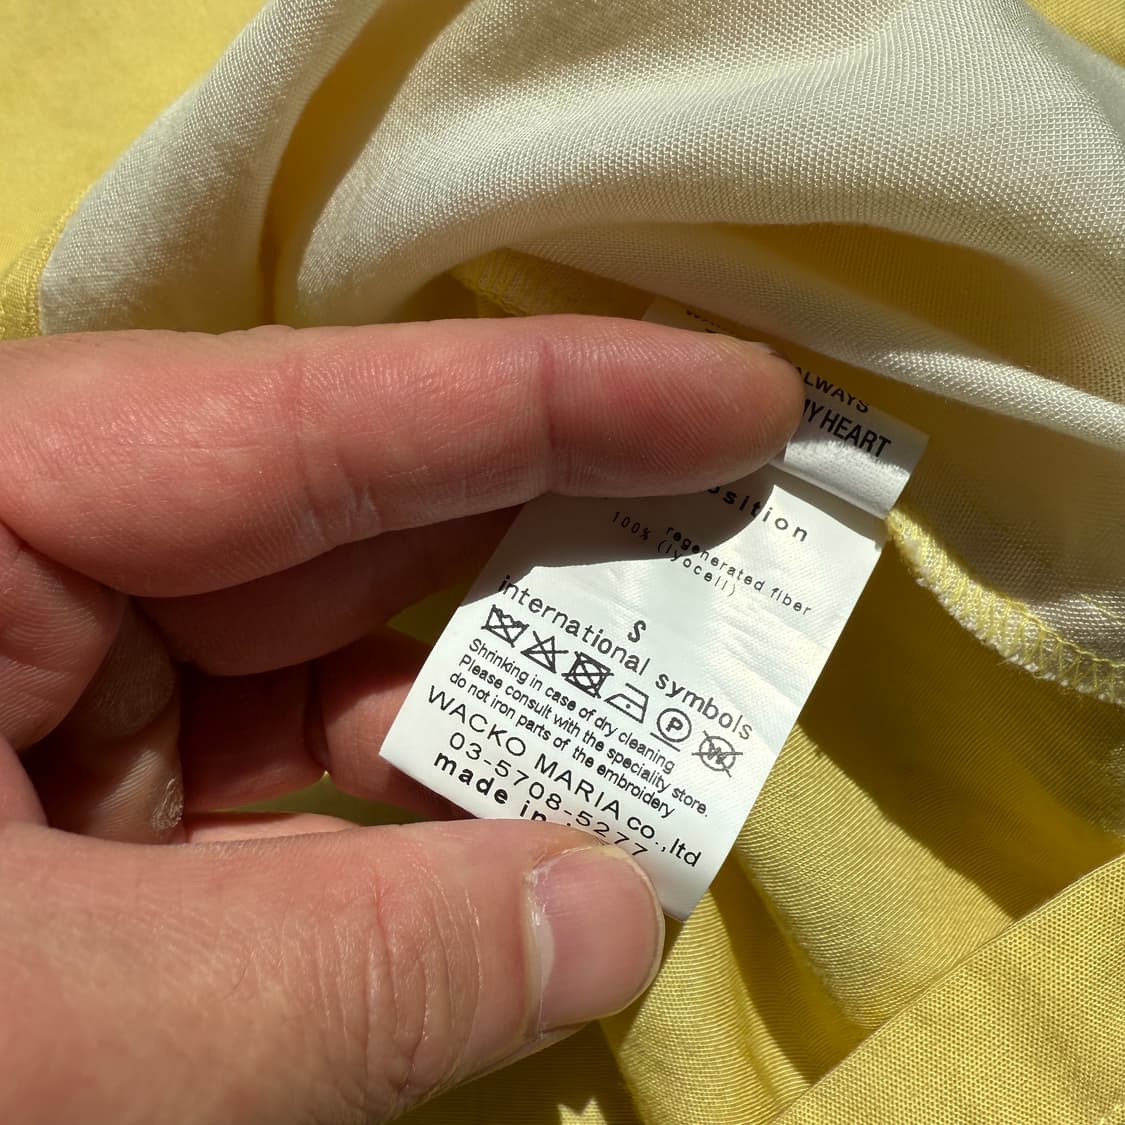 ALWAYS
MY HEART
regenerated fiber
100% (lyocell)
S
international symbols
P
W
Shrinking in case of dry cleaning
Please consult with the speciality store.
do not iron parts of the embroidery
WACKO MARIA co.,ltd
03-5708-5277
made in